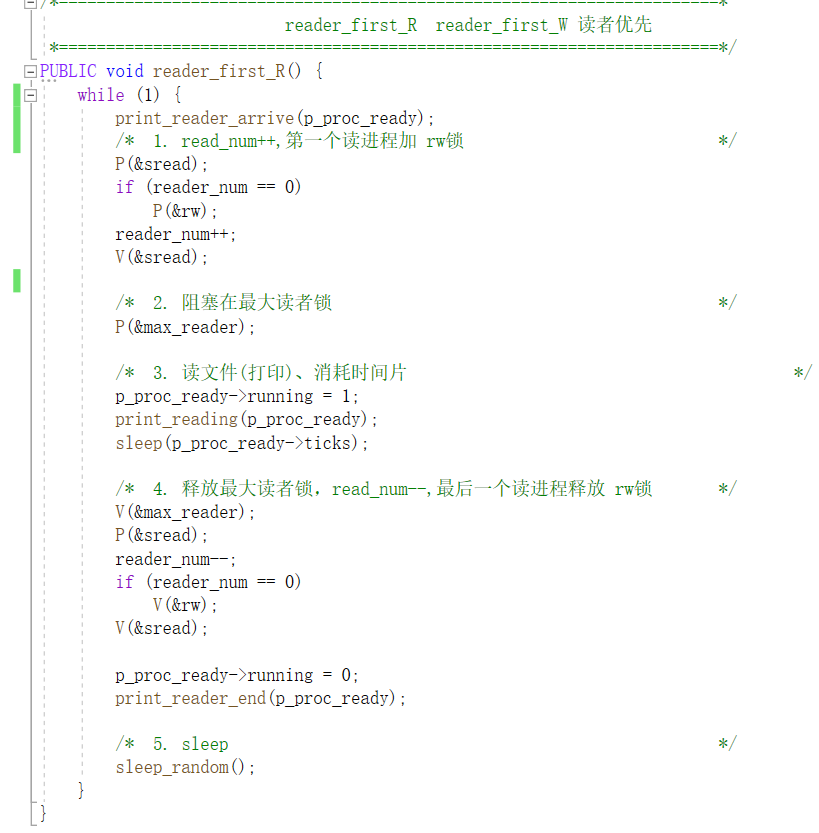 /*======================================================================*
reader_first_R  reader_first_W 读者优先
*======================================================================*/
PUBLIC void reader_first_R() {
while (1) {
print_reader_arrive(p_proc_ready);
/*  1. read_num++,第一个读进程加 rw锁 */
P(&sread);
if (reader_num == 0)
P(&rw);
reader_num++;
V(&sread);
/*  2. 阻塞在最大读者锁 */
P(&max_reader);
/*  3. 读文件(打印)、消耗时间片 */
p_proc_ready->running = 1;
print_reading(p_proc_ready);
sleep(p_proc_ready->ticks);
/*  4. 释放最大读者锁，read_num--,最后一个读进程释放 rw锁 */
V(&max_reader);
P(&sread);
reader_num--;
if (reader_num == 0)
V(&rw);
V(&sread);
p_proc_ready->running = 0;
print_reader_end(p_proc_ready);
/*  5. sleep */
sleep_random();
}
}